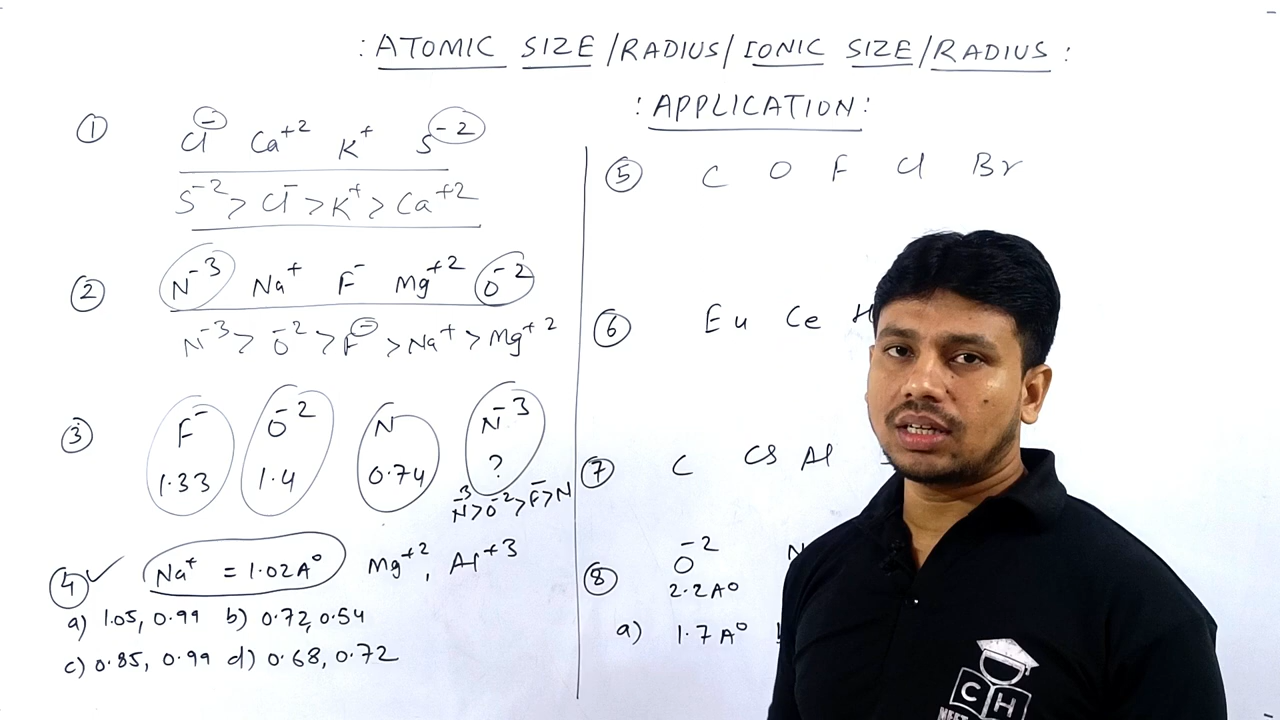 : ATOMIC SIZE/RADIUS/IONIC SIZE/RADIUS :
: APPLICATION :
① Cl⁻ Ca⁺² K⁺ S⁻²
S⁻² > Cl⁻ > K⁺ > Ca⁺²
② N⁻³ Na⁺ F⁻ Mg⁺² O⁻²
N⁻³ > O⁻² > F⁻ > Na⁺ > Mg⁺²
③ F⁻ O⁻² N N⁻³
1.33 1.4 0.74 ?
N⁻³ > O⁻² > F⁻ > N
④ ✓ Na⁺ = 1.02A° Mg⁺², Al⁺³
a) 1.05, 0.99 b) 0.72, 0.54
c) 0.85, 0.99 d) 0.68, 0.72
⑤ C O F Cl Br
⑥ Eu Ce H
⑦ C Cs Al
⑧ O⁻² N
2.2A°
a) 1.7A°
CH
NEET